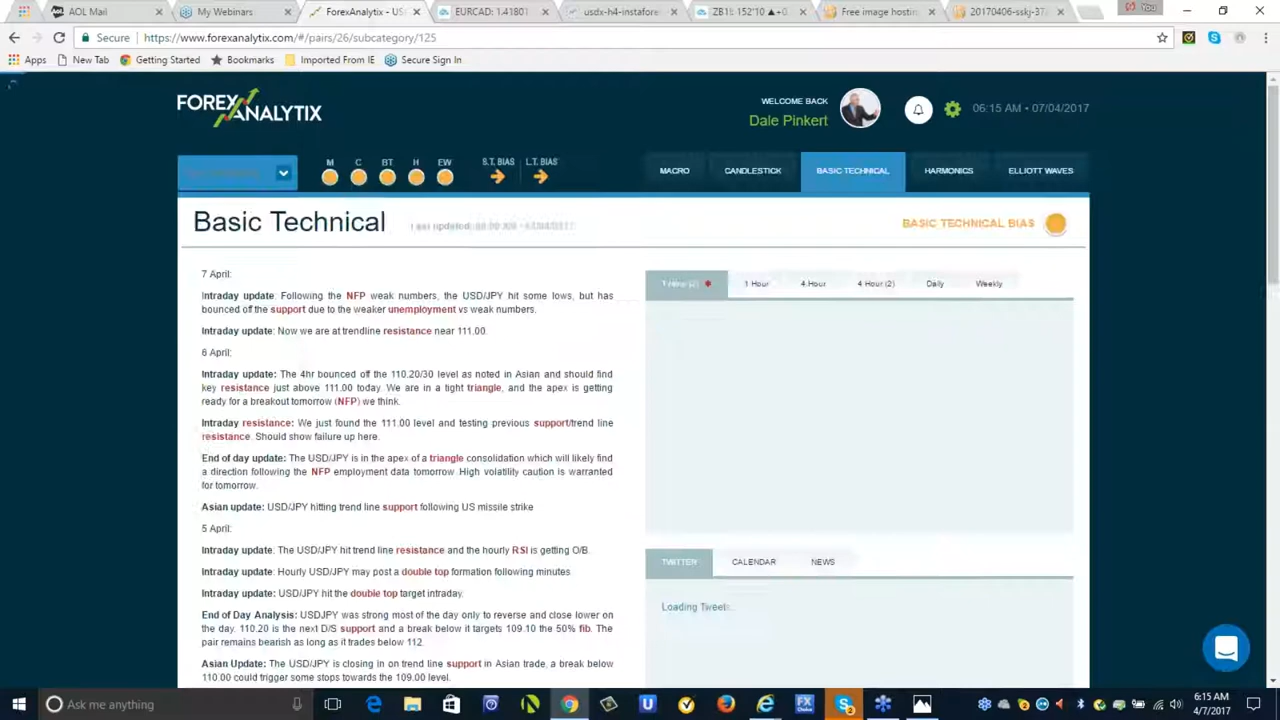 AOL Mail
My Webinars
ForexAnalytix - US
EURCAD: 1.41801
usdx-h4-instafore
ZB1!: 152'10 ▲+0
Free image hostin
20170406-sskj-37
You
Secure https://www.forexanalytix.com/#/pairs/26/subcategory/125
Apps New Tab Getting Started Bookmarks Imported From IE Secure Sign In
FOREX ANALYTIX
WELCOME BACK
Dale Pinkert
06:15 AM • 07/04/2017
M C BT H EW S.T. BIAS L.T. BIAS
MACRO CANDLESTICK BASIC TECHNICAL HARMONICS ELLIOTT WAVES
Basic Technical
Last updated:
BASIC TECHNICAL BIAS
7 April:
Intraday update: Following the NFP weak numbers, the USD/JPY hit some lows, but has
bounced off the support due to the weaker unemployment vs weak numbers.
Intraday update: Now we are at trendline resistance near 111.00.
6 April:
Intraday update: The 4hr bounced off the 110.20/30 level as noted in Asian and should find
key resistance just above 111.00 today. We are in a tight triangle, and the apex is getting
ready for a breakout tomorrow (NFP) we think.
Intraday resistance: We just found the 111.00 level and testing previous support/trend line
resistance. Should show failure up here.
End of day update: The USD/JPY is in the apex of a triangle consolidation which will likely find
a direction following the NFP employment data tomorrow. High volatility caution is warranted
for tomorrow.
Asian update: USD/JPY hitting trend line support following US missile strike
5 April:
Intraday update: The USD/JPY hit trend line resistance and the hourly RSI is getting O/B.
Intraday update: Hourly USD/JPY may post a double top formation following minutes
Intraday update: USD/JPY hit the double top target intraday.
End of Day Analysis: USDJPY was strong most of the day only to reverse and close lower on
the day. 110.20 is the next D/S support and a break below it targets 109.10 the 50% fib. The
pair remains bearish as long as it trades below 112.
Asian Update: The USD/JPY is closing in on trend line support in Asian trade, a break below
110.00 could trigger some stops towards the 109.00 level.
1 Hour (2) * 1 Hour 4 Hour 4 Hour (2) Daily Weekly
TWITTER CALENDAR NEWS
Loading Tweets...
Ask me anything
6:15 AM
4/7/2017